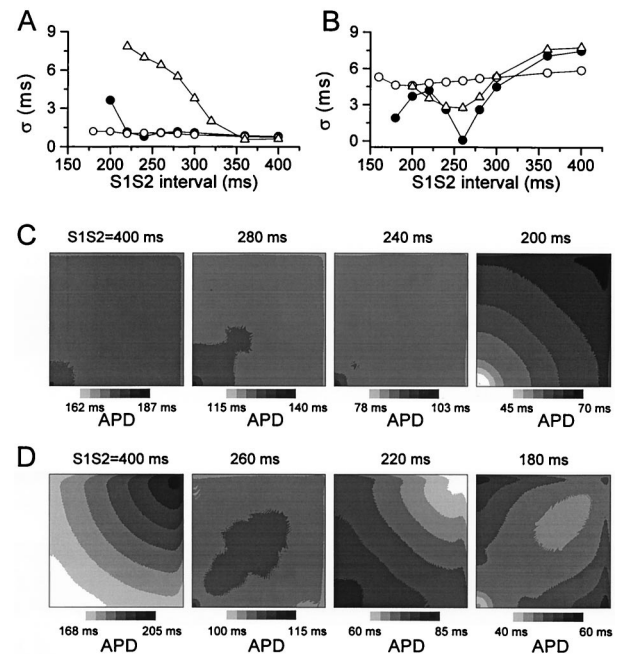 A
B
9
6
3
0
σ (ms)
150 200 250 300 350 400
S1S2 interval (ms)
9
6
3
0
σ (ms)
150 200 250 300 350 400
S1S2 interval (ms)
C
S1S2=400 ms 280 ms 240 ms 200 ms
162 ms 187 ms 115 ms 140 ms 78 ms 103 ms 45 ms 70 ms
APD APD APD APD
D
S1S2=400 ms 260 ms 220 ms 180 ms
168 ms 205 ms 100 ms 115 ms 60 ms 85 ms 40 ms 60 ms
APD APD APD APD